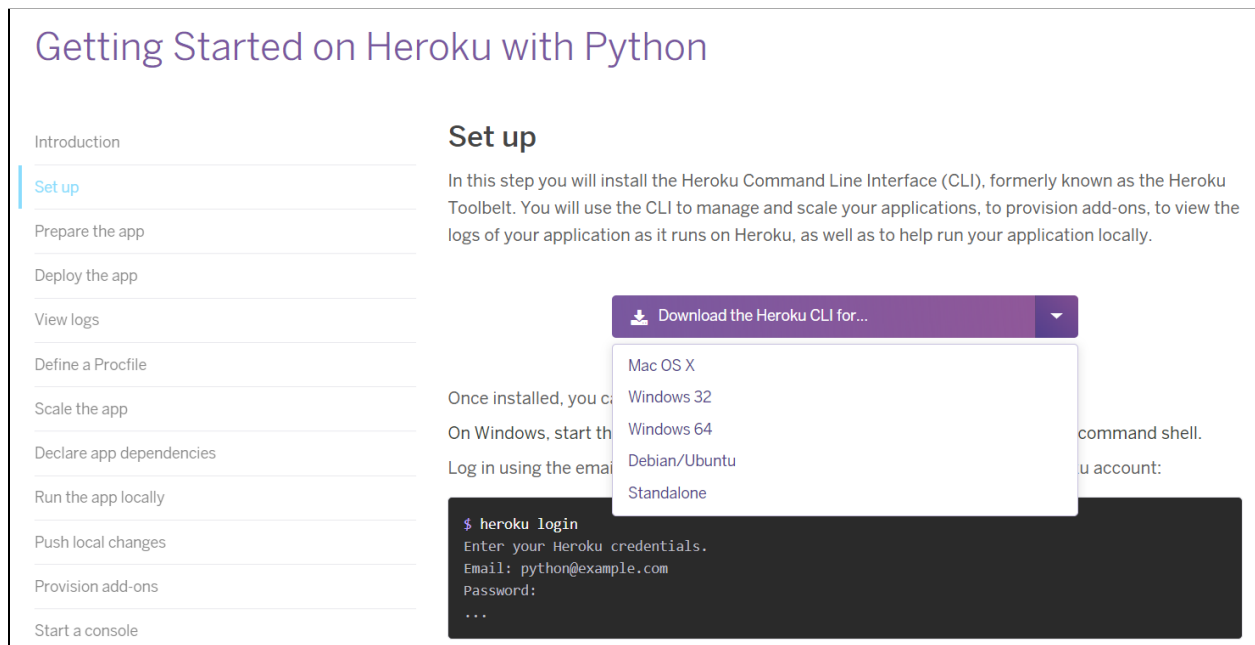 Getting Started on Heroku with Python
Introduction
Set up
Prepare the app
Deploy the app
View logs
Define a Procfile
Scale the app
Declare app dependencies
Run the app locally
Push local changes
Provision add-ons
Start a console
Set up
In this step you will install the Heroku Command Line Interface (CLI), formerly known as the Heroku
Toolbelt. You will use the CLI to manage and scale your applications, to provision add-ons, to view the
logs of your application as it runs on Heroku, as well as to help run your application locally.
Download the Heroku CLI for...
Mac OS X
Windows 32
Windows 64
Debian/Ubuntu
Standalone
Once installed, you
On Windows, start command shell.
Log in using the account:
$ heroku login
Enter your Heroku credentials.
Email: python@example.com
Password:
...